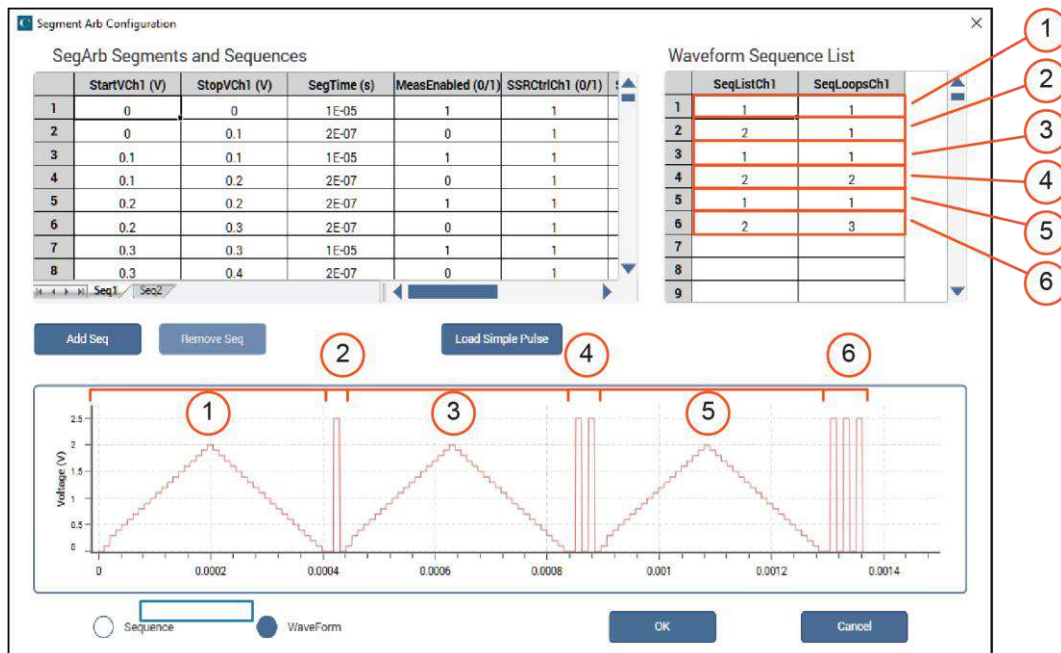 C Segment Arb Configuration
SegArb Segments and Sequences
Waveform Sequence List
StartVCh1 (V) StopVCh1 (V) SegTime (s) MeasEnabled (0/1) SSRCtrlCh1 (0/1)
1 0 0 1E-05 1 1
2 0 0.1 2E-07 0 1
3 0.1 0.1 1E-05 1 1
4 0.1 0.2 2E-07 0 1
5 0.2 0.2 1E-05 1 1
6 0.2 0.3 2E-07 0 1
7 0.3 0.3 1E-05 1 1
8 0.3 0.4 2E-07 0 1
Seq1 Seq2
SeqListCh1 SeqLoopsCh1
1 1 1
2 2 1
3 1 1
4 2 2
5 1 1
6 2 3
7
8
9
1
2
3
4
5
6
Add Seq Remove Seq Load Simple Pulse
2 4 6
1 3 5
Voltage (V)
2.5
2
1.5
1
0.5
0
0 0.0002 0.0004 0.0006 0.0008 0.001 0.0012 0.0014
Sequence WaveForm OK Cancel